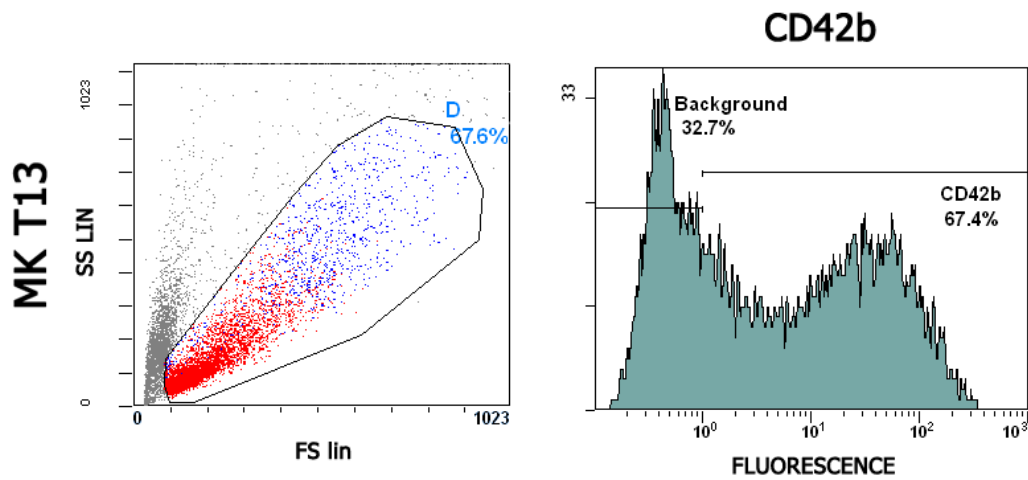 CD42b
MK T13
SS LIN
1023
0
D
67.6%
0
1023
FS lin
33
Background
32.7%
CD42b
67.4%
10^0
10^1
10^2
10^3
FLUORESCENCE